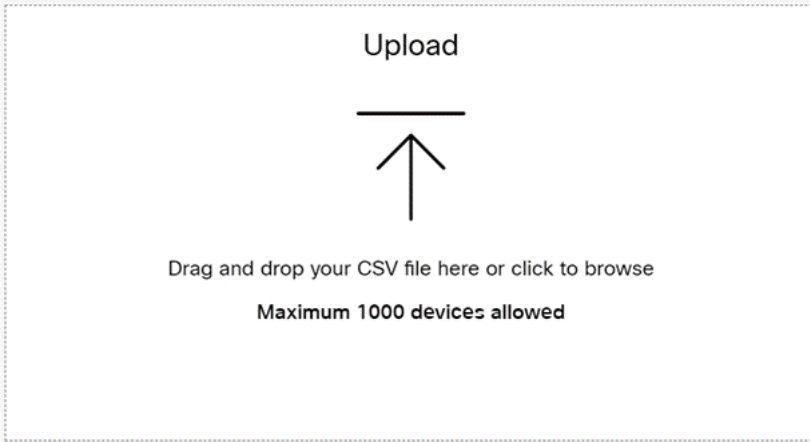 Upload
Drag and drop your CSV file here or click to browse
Maximum 1000 devices allowed